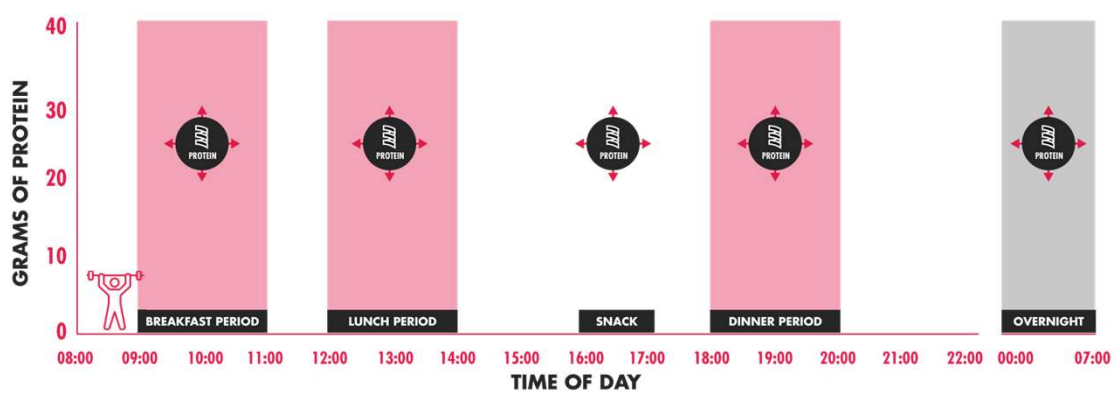 40
30
20
10
0
GRAMS OF PROTEIN
PROTEIN
PROTEIN
PROTEIN
PROTEIN
PROTEIN
BREAKFAST PERIOD
LUNCH PERIOD
SNACK
DINNER PERIOD
OVERNIGHT
08:00 09:00 10:00 11:00 12:00 13:00 14:00 15:00 16:00 17:00 18:00 19:00 20:00 21:00 22:00 00:00 07:00
TIME OF DAY